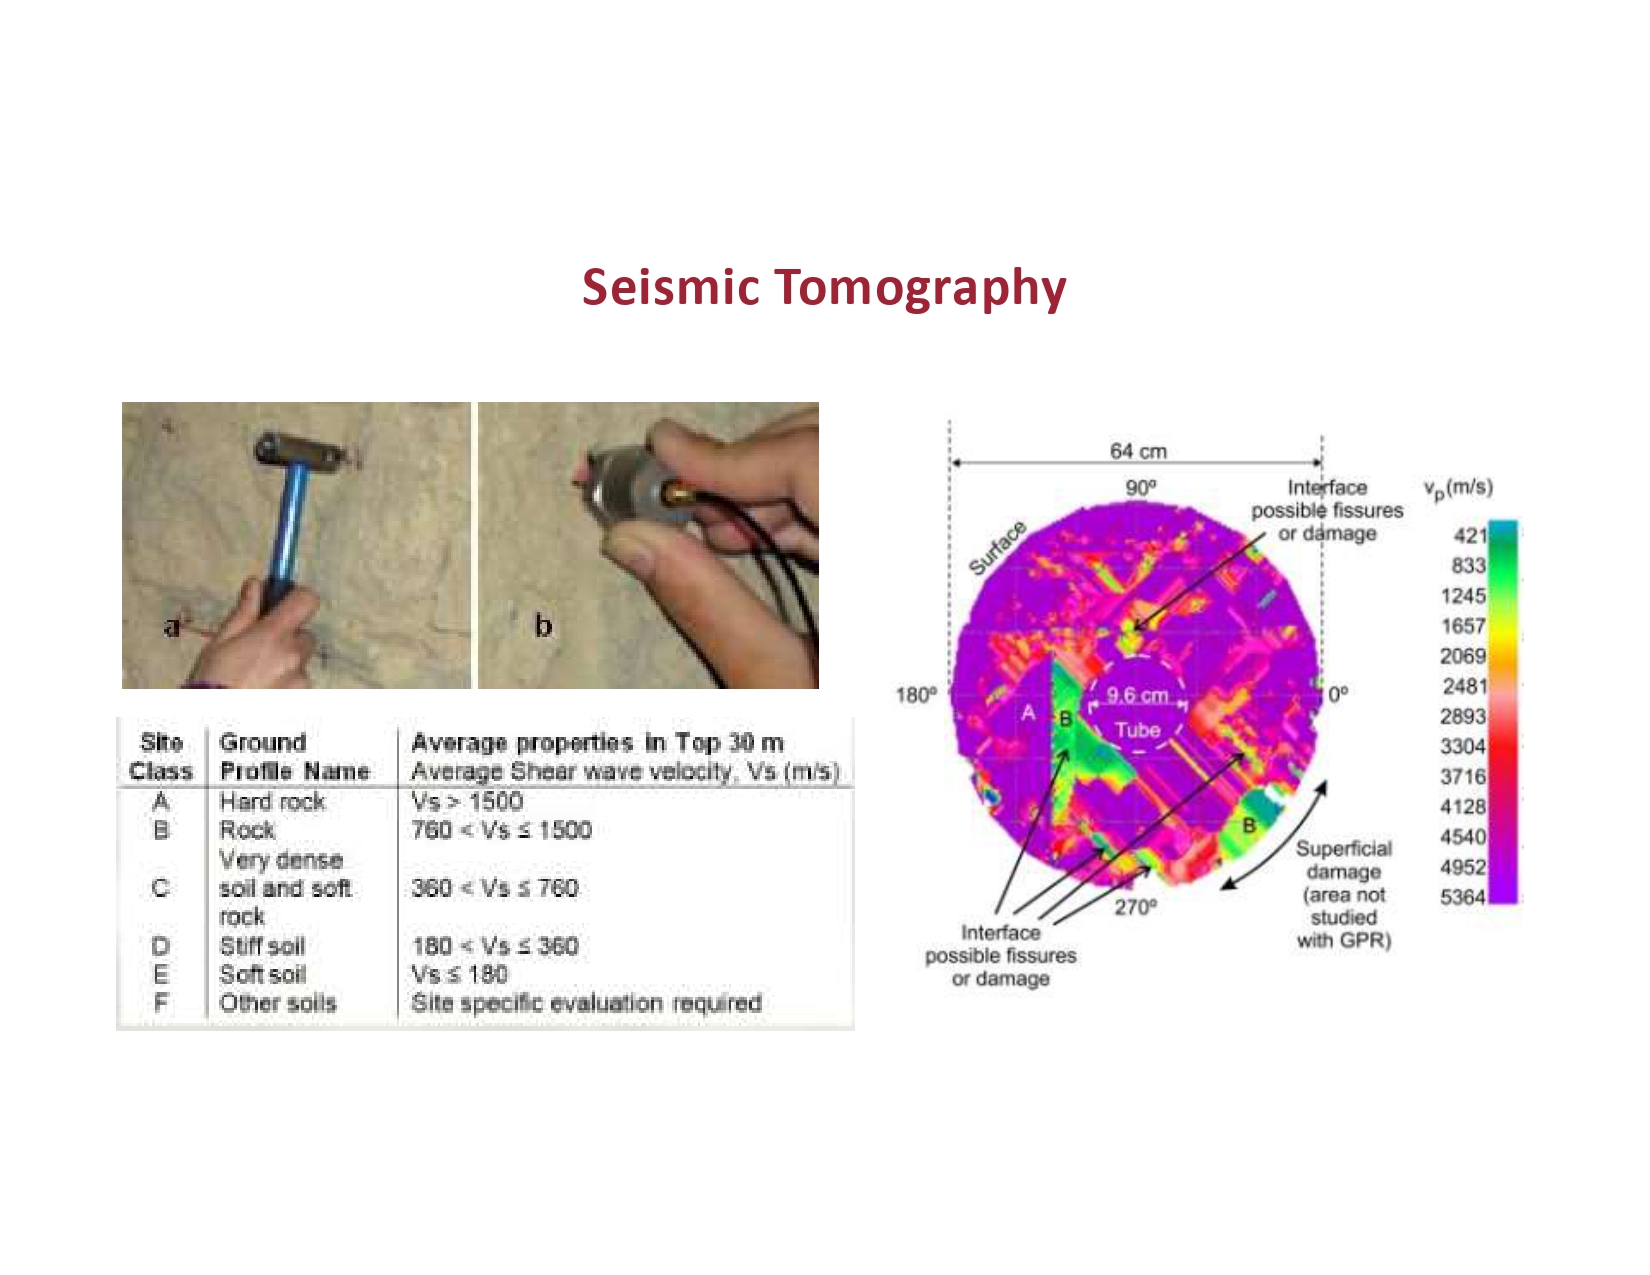 Seismic Tomography
a
b
Site Ground Average properties in Top 30 m
Class Profile Name Average Shear wave velocity, Vs (m/s)
A Hard rock Vs > 1500
B Rock 760 < Vs ≤ 1500
Very dense
C soil and soft 360 < Vs ≤ 760
rock
D Stiff soil 180 < Vs ≤ 360
E Soft soil Vs ≤ 180
F Other soils Site specific evaluation required
64 cm
90º
Interface
possible fissures
or damage
Surface
180º
0º
A
B
9.6 cm
Tube
B
270º
Interface
possible fissures
or damage
Superficial
damage
(area not
studied
with GPR)
vp(m/s)
421
833
1245
1657
2069
2481
2893
3304
3716
4128
4540
4952
5364